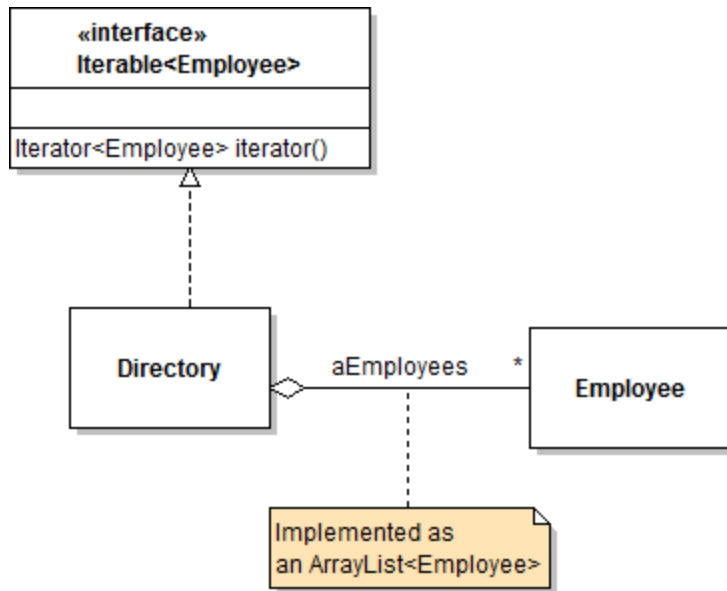 «interface»
Iterable<Employee>
Iterator<Employee> iterator()
Directory
aEmployees *
Employee
Implemented as
an ArrayList<Employee>